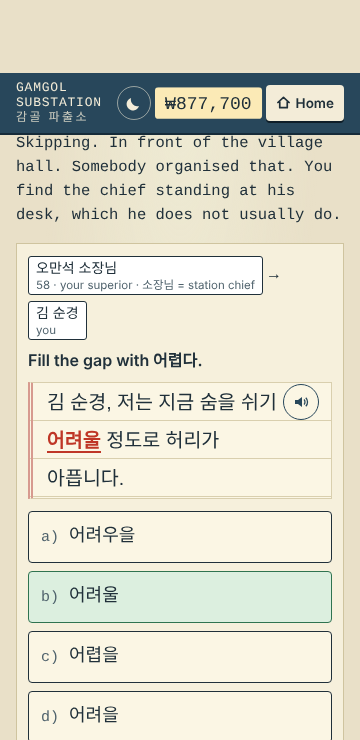 GAMGOL
SUBSTATION
감골 파출소
₩877,700
Home
Skipping. In front of the village
hall. Somebody organised that. You
find the chief standing at his
desk, which he does not usually do.
오만석 소장님
58 · your superior · 소장님 = station chief
→
김 순경
you
Fill the gap with 어렵다.
김 순경, 저는 지금 숨을 쉬기
어려울 정도로 허리가
아픕니다.
a) 어려우을
b) 어려울
c) 어렵을
d) 어려을